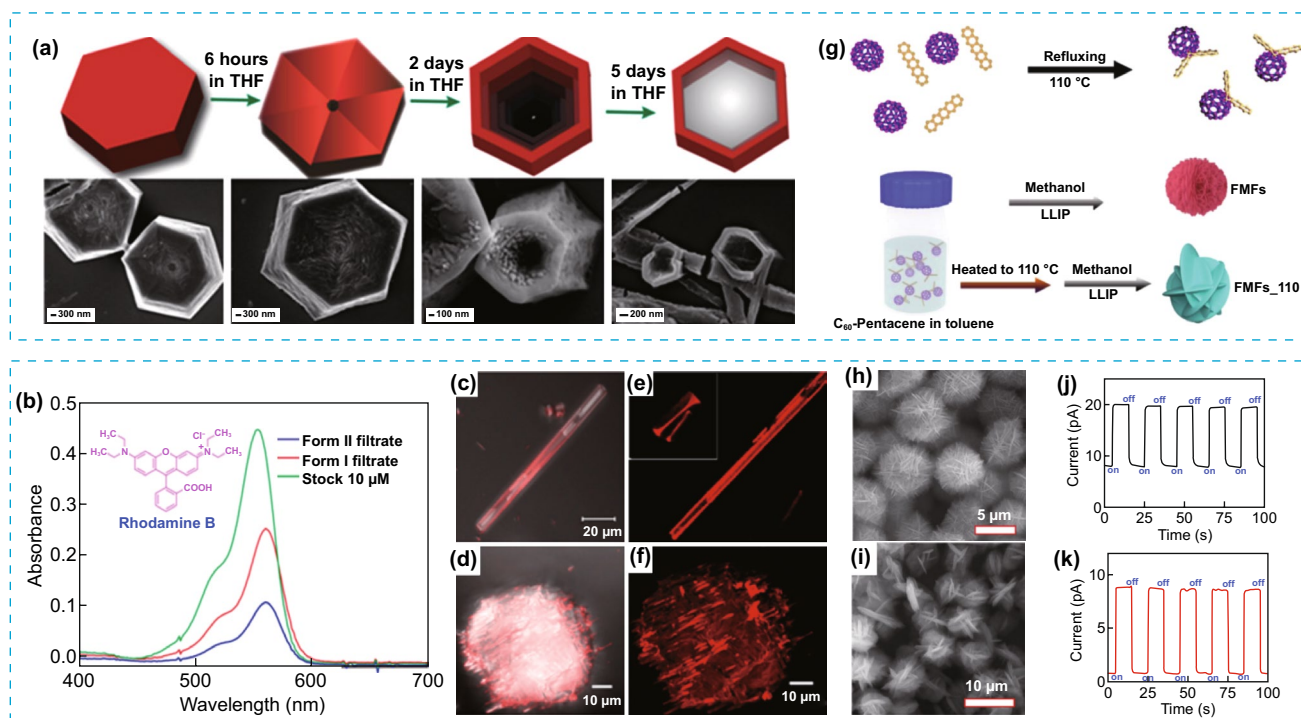 (a)
6 hours
in THF
2 days
in THF
5 days
in THF
300 nm
300 nm
100 nm
200 nm
(g)
Refluxing
110 °C
Methanol
LLIP
FMFs
Heated to 110 °C
Methanol
LLIP
FMFs_110
C60-Pentacene in toluene
(b)
0.5
0.4
0.3
0.2
0.1
0.0
Absorbance
400
500
600
700
Wavelength (nm)
H3C
N
O
Cl-
N+
CH3
CH3
CH3
COOH
Rhodamine B
Form II filtrate
Form I filtrate
Stock 10 µM
(c)
20 µm
(e)
(d)
10 µm
(f)
10 µm
(h)
5 µm
(i)
10 µm
(j)
Current (pA)
20
10
0
off off off off off
on on on on on
0 25 50 75 100
Time (s)
(k)
Current (pA)
10
5
0
off off off off off
on on on on on
0 25 50 75 100
Time (s)